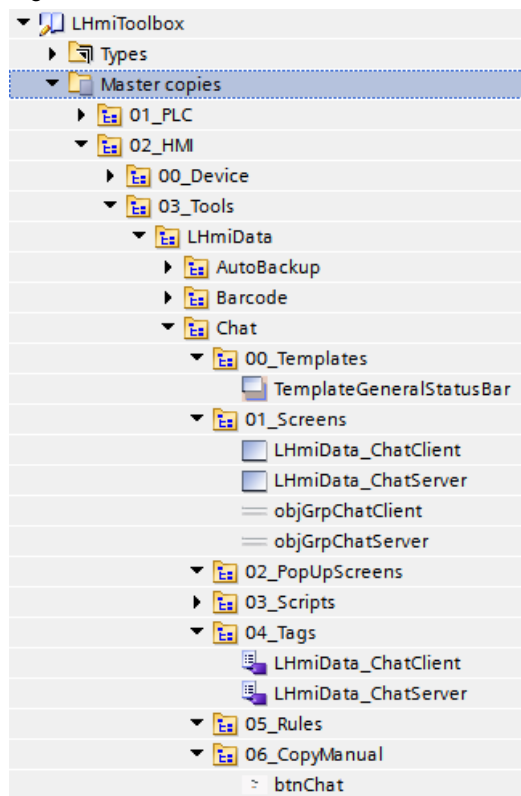 LHmiToolbox
Types
Master copies
01_PLC
02_HMI
00_Device
03_Tools
LHmiData
AutoBackup
Barcode
Chat
00_Templates
TemplateGeneralStatusBar
01_Screens
LHmiData_ChatClient
LHmiData_ChatServer
objGrpChatClient
objGrpChatServer
02_PopUpScreens
03_Scripts
04_Tags
LHmiData_ChatClient
LHmiData_ChatServer
05_Rules
06_CopyManual
btnChat